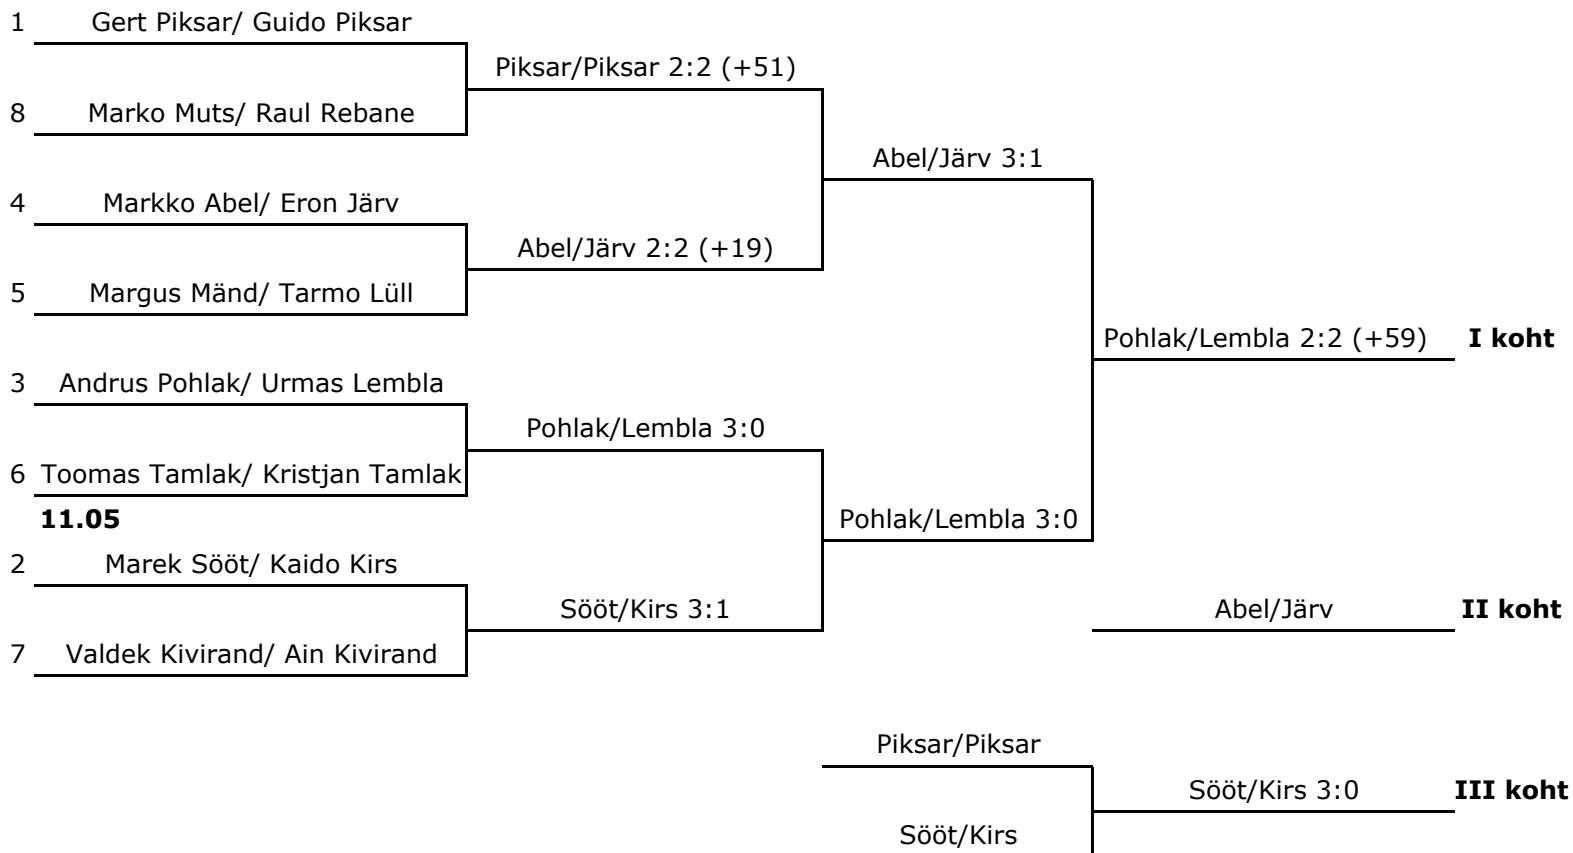 1 Gert Piksar/ Guido Piksar
Piksar/Piksar 2:2 (+51)
8 Marko Muts/ Raul Rebane
Abel/Järv 3:1
4 Markko Abel/ Eron Järv
Abel/Järv 2:2 (+19)
5 Margus Mänd/ Tarmo Lüll
Pohlak/Lembla 2:2 (+59) I koht
3 Andrus Pohlak/ Urmas Lembla
Pohlak/Lembla 3:0
6 Toomas Tamlak/ Kristjan Tamlak
11.05 Pohlak/Lembla 3:0
2 Marek Sööt/ Kaido Kirs
Sööt/Kirs 3:1 Abel/Järv II koht
7 Valdek Kivirand/ Ain Kivirand
Piksar/Piksar
Sööt/Kirs 3:0 III koht
Sööt/Kirs